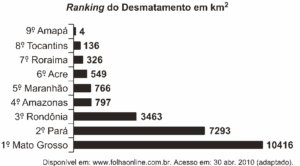 Ranking do Desmatamento em km²
9º Amapá 4
8º Tocantins 136
7º Roraima 326
6º Acre 549
5º Maranhão 766
4º Amazonas 797
3º Rondônia 3463
2º Pará 7293
1º Mato Grosso 10416
Disponível em: www.folhaonline.com.br. Acesso em: 30 abr. 2010 (adaptado).